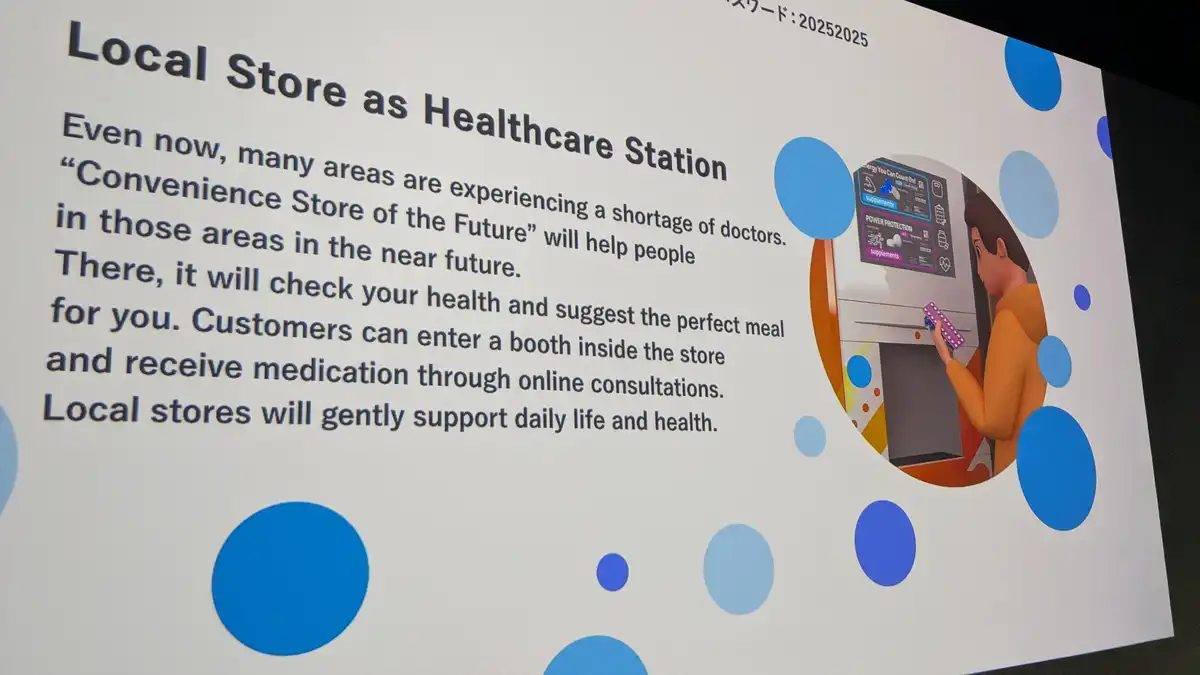 スワード：20252025
Local Store as Healthcare Station
Even now, many areas are experiencing a shortage of doctors.
“Convenience Store of the Future” will help people
in those areas in the near future.
There, it will check your health and suggest the perfect meal
for you. Customers can enter a booth inside the store
and receive medication through online consultations.
Local stores will gently support daily life and health.
You Can Count On!
supplements
POWER PROTECTION
supplements